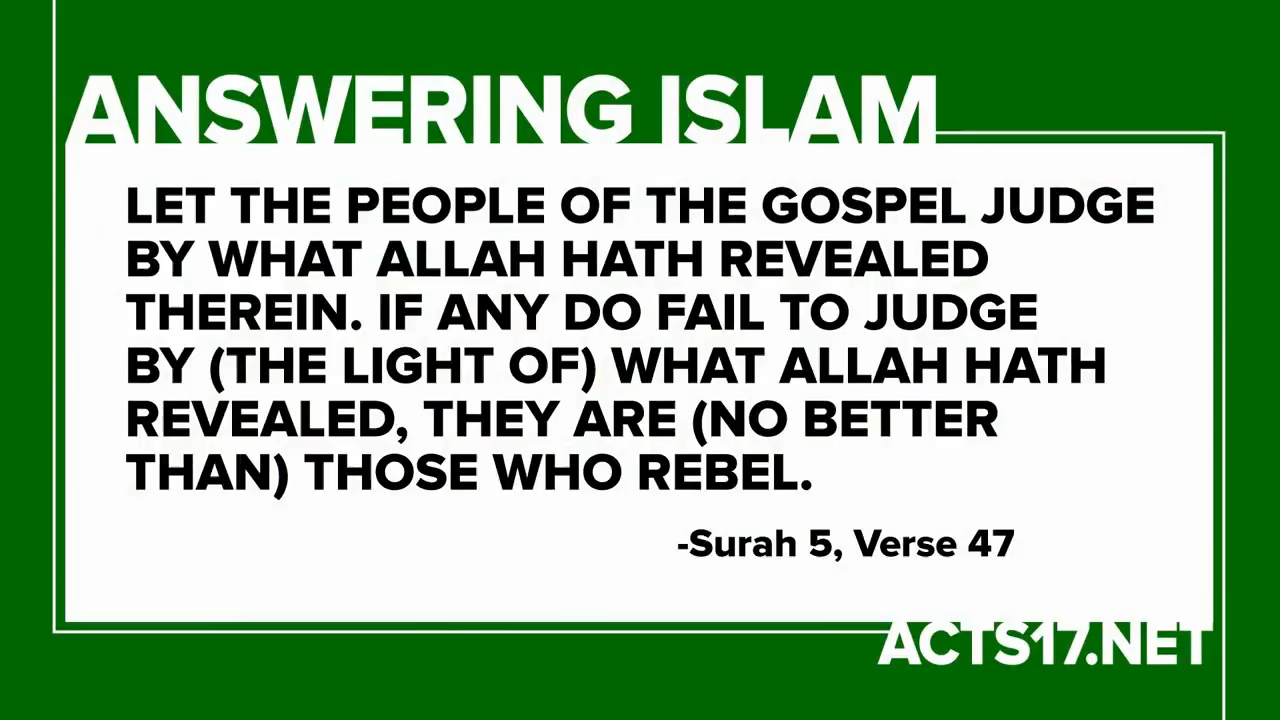 ANSWERING ISLAM
LET THE PEOPLE OF THE GOSPEL JUDGE
BY WHAT ALLAH HATH REVEALED
THEREIN. IF ANY DO FAIL TO JUDGE
BY (THE LIGHT OF) WHAT ALLAH HATH
REVEALED, THEY ARE (NO BETTER
THAN) THOSE WHO REBEL.
-Surah 5, Verse 47
ACTS17.NET